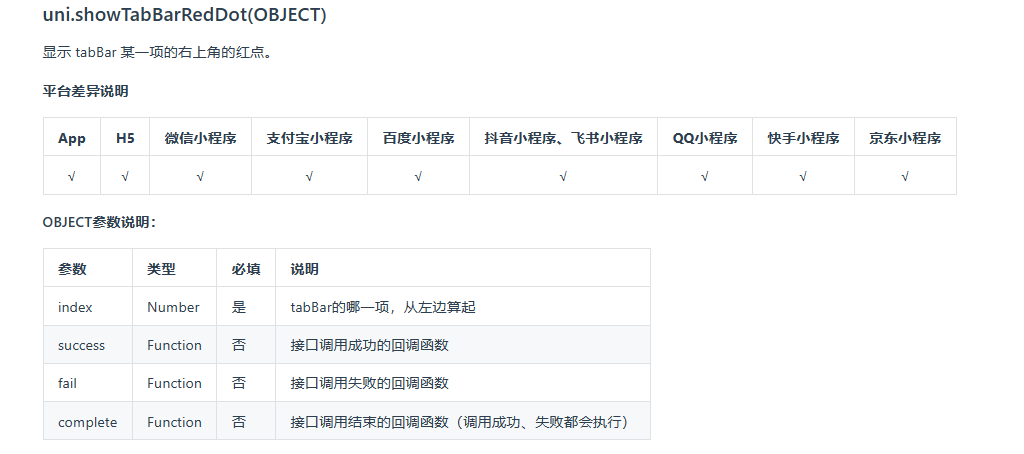 uni.showTabBarRedDot(OBJECT)
显示 tabBar 某一项的右上角的红点。
平台差异说明
App H5 微信小程序 支付宝小程序 百度小程序 抖音小程序、飞书小程序 QQ小程序 快手小程序 京东小程序
√ √ √ √ √ √ √ √ √
OBJECT参数说明：
参数 类型 必填 说明
index Number 是 tabBar的哪一项，从左边算起
success Function 否 接口调用成功的回调函数
fail Function 否 接口调用失败的回调函数
complete Function 否 接口调用结束的回调函数（调用成功、失败都会执行）